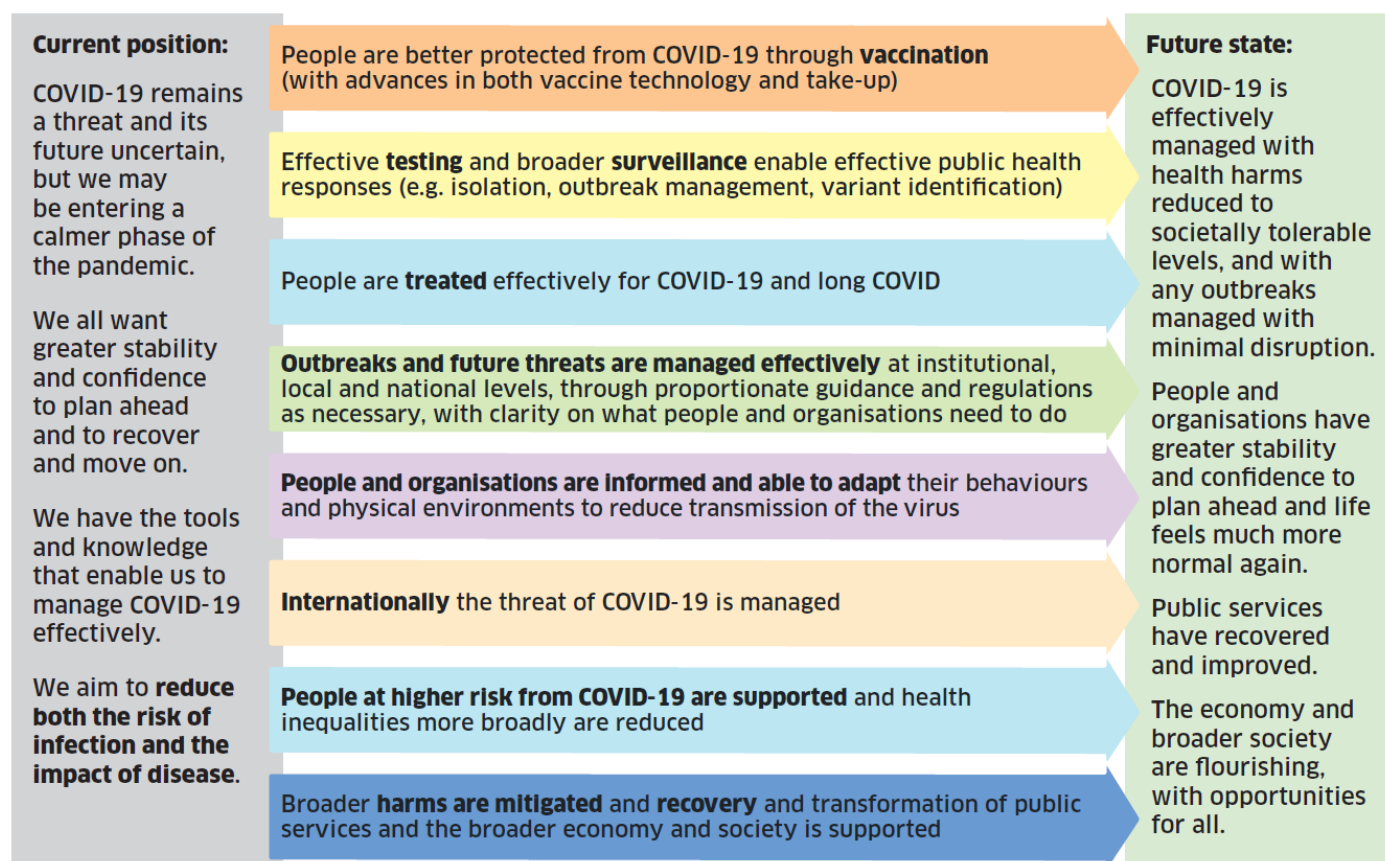 Current position:
COVID-19 remains
a threat and its
future uncertain,
but we may
be entering a
calmer phase of
the pandemic.
We all want
greater stability
and confidence
to plan ahead
and to recover
and move on.
We have the tools
and knowledge
that enable us to
manage COVID-19
effectively.
We aim to reduce
both the risk of
infection and the
impact of disease.
People are better protected from COVID-19 through vaccination
(with advances in both vaccine technology and take-up)
Effective testing and broader surveillance enable effective public health
responses (e.g. isolation, outbreak management, variant identification)
People are treated effectively for COVID-19 and long COVID
Outbreaks and future threats are managed effectively at institutional,
local and national levels, through proportionate guidance and regulations
as necessary, with clarity on what people and organisations need to do
People and organisations are informed and able to adapt their behaviours
and physical environments to reduce transmission of the virus
Internationally the threat of COVID-19 is managed
People at higher risk from COVID-19 are supported and health
inequalities more broadly are reduced
Broader harms are mitigated and recovery and transformation of public
services and the broader economy and society is supported
Future state:
COVID-19 is
effectively
managed with
health harms
reduced to
societally tolerable
levels, and with
any outbreaks
managed with
minimal disruption.
People and
organisations have
greater stability
and confidence to
plan ahead and life
feels much more
normal again.
Public services
have recovered
and improved.
The economy and
broader society
are flourishing,
with opportunities
for all.